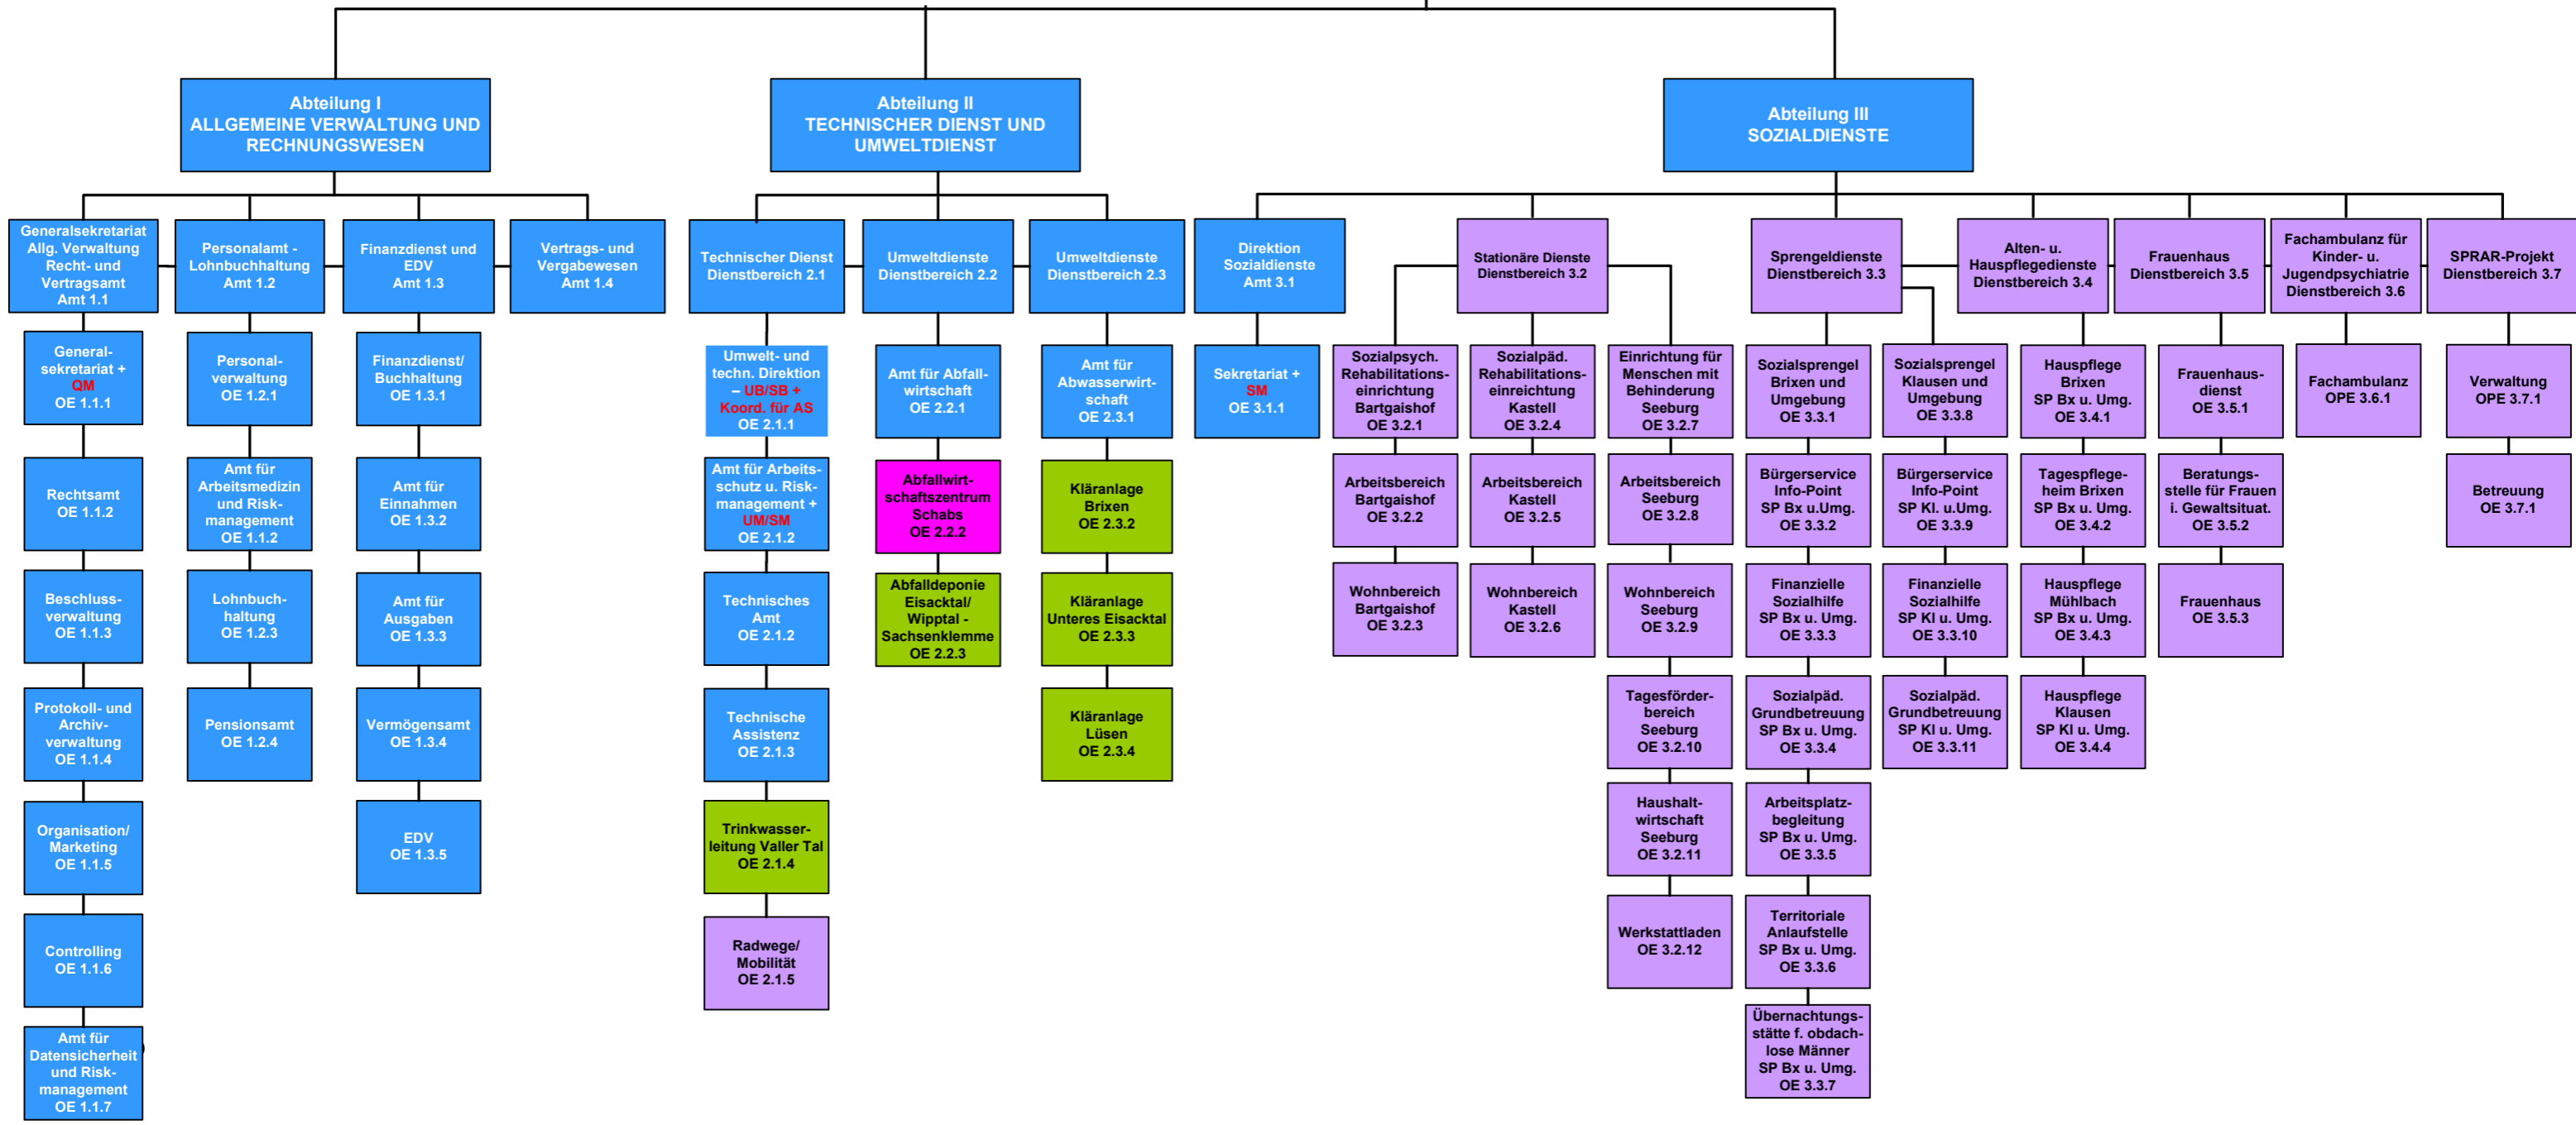 Abteilung I
ALLGEMEINE VERWALTUNG UND
RECHNUNGSWESEN
Abteilung II
TECHNISCHER DIENST UND
UMWELTDIENST
Abteilung III
SOZIALDIENSTE
Generalsekretariat
Allg. Verwaltung
Recht- und
Vertragsamt
Amt 1.1
Personalamt -
Lohnbuchhaltung
Amt 1.2
Finanzdienst und
EDV
Amt 1.3
Vertrags- und
Vergabewesen
Amt 1.4
Technischer Dienst
Dienstbereich 2.1
Umweltdienste
Dienstbereich 2.2
Umweltdienste
Dienstbereich 2.3
Direktion
Sozialdienste
Amt 3.1
Stationäre Dienste
Dienstbereich 3.2
Sprengeldienste
Dienstbereich 3.3
Alten- u.
Hauspflegedienste
Dienstbereich 3.4
Frauenhaus
Dienstbereich 3.5
Fachambulanz für
Kinder- u.
Jugendpsychiatrie
Dienstbereich 3.6
SPRAR-Projekt
Dienstbereich 3.7
General-
sekretariat +
QM
OE 1.1.1
Personal-
verwaltung
OE 1.2.1
Finanzdienst/
Buchhaltung
OE 1.3.1
Umwelt- und
techn. Direktion
– UB/SB +
Koord. für AS
OE 2.1.1
Amt für Abfall-
wirtschaft
OE 2.2.1
Amt für
Abwasserwirt-
schaft
OE 2.3.1
Sekretariat +
SM
OE 3.1.1
Sozialpsych.
Rehabilitations-
einrichtung
Bartgaishof
OE 3.2.1
Sozialpäd.
Rehabilitations-
einreichtung
Kastell
OE 3.2.4
Einrichtung für
Menschen mit
Behinderung
Seeburg
OE 3.2.7
Sozialsprengel
Brixen und
Umgebung
OE 3.3.1
Sozialsprengel
Klausen und
Umgebung
OE 3.3.8
Hauspflege
Brixen
SP Bx u. Umg.
OE 3.4.1
Frauenhaus-
dienst
OE 3.5.1
Fachambulanz
OPE 3.6.1
Verwaltung
OPE 3.7.1
Rechtsamt
OE 1.1.2
Amt für
Arbeitsmedizin
und Risk-
management
OE 1.1.2
Amt für
Einnahmen
OE 1.3.2
Amt für Arbeits-
schutz u. Risk-
management +
UM/SM
OE 2.1.2
Abfallwirt-
schaftszentrum
Schabs
OE 2.2.2
Kläranlage
Brixen
OE 2.3.2
Arbeitsbereich
Bartgaishof
OE 3.2.2
Arbeitsbereich
Kastell
OE 3.2.5
Arbeitsbereich
Seeburg
OE 3.2.8
Bürgerservice
Info-Point
SP Bx u.Umg.
OE 3.3.2
Bürgerservice
Info-Point
SP Kl. u.Umg.
OE 3.3.9
Tagespflege-
heim Brixen
SP Bx u. Umg.
OE 3.4.2
Beratungs-
stelle für Frauen
i. Gewaltsituat.
OE 3.5.2
Betreuung
OE 3.7.1
Beschluss-
verwaltung
OE 1.1.3
Lohnbuch-
haltung
OE 1.2.3
Amt für
Ausgaben
OE 1.3.3
Technisches
Amt
OE 2.1.2
Abfalldeponie
Eisacktal/
Wipptal -
Sachsenklemme
OE 2.2.3
Kläranlage
Unteres Eisacktal
OE 2.3.3
Wohnbereich
Bartgaishof
OE 3.2.3
Wohnbereich
Kastell
OE 3.2.6
Wohnbereich
Seeburg
OE 3.2.9
Finanzielle
Sozialhilfe
SP Bx u. Umg.
OE 3.3.3
Finanzielle
Sozialhilfe
SP Kl u. Umg.
OE 3.3.10
Hauspflege
Mühlbach
SP Bx u. Umg.
OE 3.4.3
Frauenhaus
OE 3.5.3
Protokoll- und
Archiv-
verwaltung
OE 1.1.4
Pensionsamt
OE 1.2.4
Vermögensamt
OE 1.3.4
Technische
Assistenz
OE 2.1.3
Kläranlage
Lüsen
OE 2.3.4
Tagesförder-
bereich
Seeburg
OE 3.2.10
Sozialpäd.
Grundbetreuung
SP Bx u. Umg.
OE 3.3.4
Sozialpäd.
Grundbetreuung
SP Kl u. Umg.
OE 3.3.11
Hauspflege
Klausen
SP Kl u. Umg.
OE 3.4.4
Organisation/
Marketing
OE 1.1.5
EDV
OE 1.3.5
Trinkwasser-
leitung Valler Tal
OE 2.1.4
Haushalt-
wirtschaft
Seeburg
OE 3.2.11
Arbeitsplatz-
begleitung
SP Bx u. Umg.
OE 3.3.5
Controlling
OE 1.1.6
Radwege/
Mobilität
OE 2.1.5
Werkstattladen
OE 3.2.12
Territoriale
Anlaufstelle
SP Bx u. Umg.
OE 3.3.6
Amt für
Datensicherheit
und Risk-
management
OE 1.1.7
Übernachtungs-
stätte f. obdach-
lose Männer
SP Bx u. Umg.
OE 3.3.7